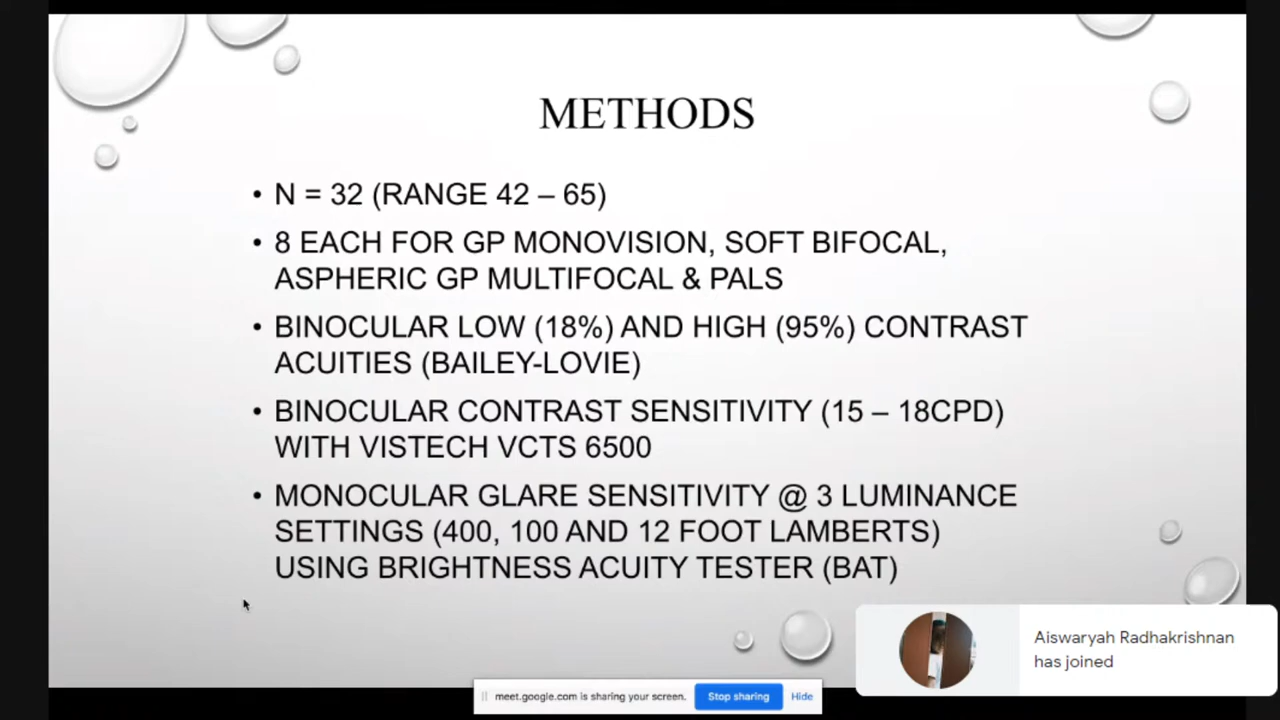 METHODS
• N = 32 (RANGE 42 – 65)
• 8 EACH FOR GP MONOVISION, SOFT BIFOCAL,
ASPHERIC GP MULTIFOCAL & PALS
• BINOCULAR LOW (18%) AND HIGH (95%) CONTRAST
ACUITIES (BAILEY-LOVIE)
• BINOCULAR CONTRAST SENSITIVITY (15 – 18CPD)
WITH VISTECH VCTS 6500
• MONOCULAR GLARE SENSITIVITY @ 3 LUMINANCE
SETTINGS (400, 100 AND 12 FOOT LAMBERTS)
USING BRIGHTNESS ACUITY TESTER (BAT)
Aiswaryah Radhakrishnan
has joined
meet.google.com is sharing your screen. Stop sharing Hide